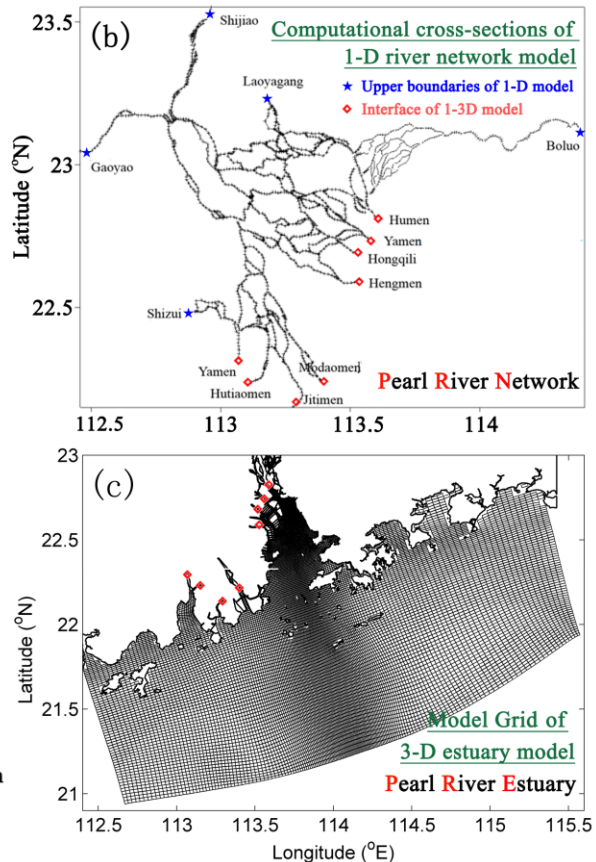 (b)
Computational cross-sections of
1-D river network model
Upper boundaries of 1-D model
Interface of 1-3D model
Shijiao
Laoyagang
Boluo
Gaoyao
Humen
Yamen
Hongqili
Hengmen
Shizui
Yamen
Modaomen
Hutiaomen
Jitimen
Pearl River Network
Latitude (°N)
23.5
23
22.5
112.5 113 113.5 114
(c)
23
22.5
22
21.5
21
Latitude (°N)
Model Grid of
3-D estuary model
Pearl River Estuary
112.5 113 113.5 114 114.5 115 115.5
Longitude (°E)